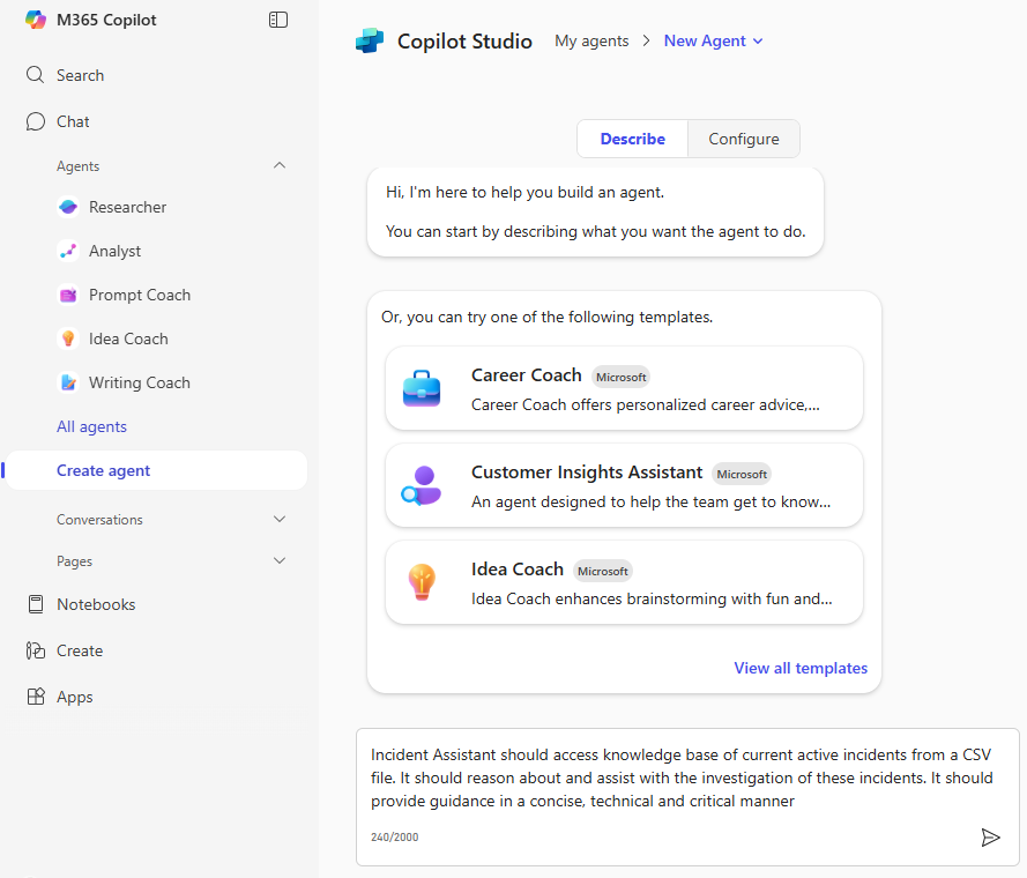 M365 Copilot
Search
Chat
Agents
Researcher
Analyst
Prompt Coach
Idea Coach
Writing Coach
All agents
Create agent
Conversations
Pages
Notebooks
Create
Apps
Copilot Studio My agents > New Agent
Describe Configure
Hi, I'm here to help you build an agent.
You can start by describing what you want the agent to do.
Or, you can try one of the following templates.
Career Coach Microsoft
Career Coach offers personalized career advice,...
Customer Insights Assistant Microsoft
An agent designed to help the team get to know...
Idea Coach Microsoft
Idea Coach enhances brainstorming with fun and...
View all templates
Incident Assistant should access knowledge base of current active incidents from a CSV
file. It should reason about and assist with the investigation of these incidents. It should
provide guidance in a concise, technical and critical manner
240/2000